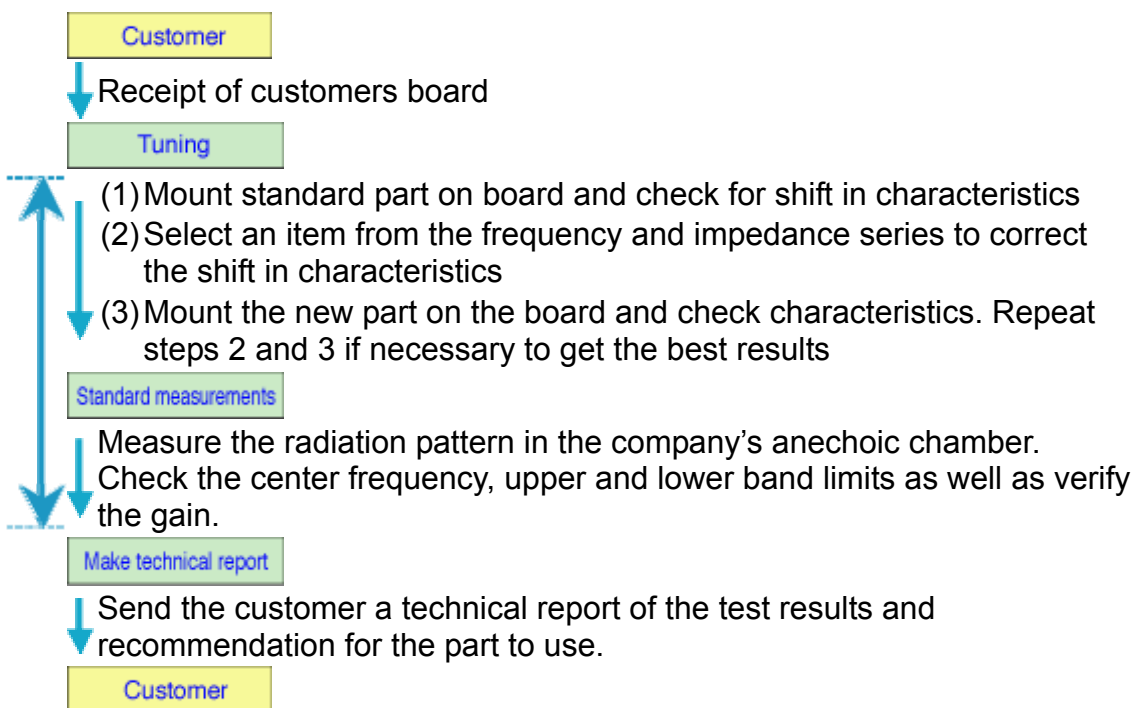 Customer
Receipt of customers board
Tuning
(1) Mount standard part on board and check for shift in characteristics
(2) Select an item from the frequency and impedance series to correct
the shift in characteristics
(3) Mount the new part on the board and check characteristics. Repeat
steps 2 and 3 if necessary to get the best results
Standard measurements
Measure the radiation pattern in the company’s anechoic chamber.
Check the center frequency, upper and lower band limits as well as verify
the gain.
Make technical report
Send the customer a technical report of the test results and
recommendation for the part to use.
Customer